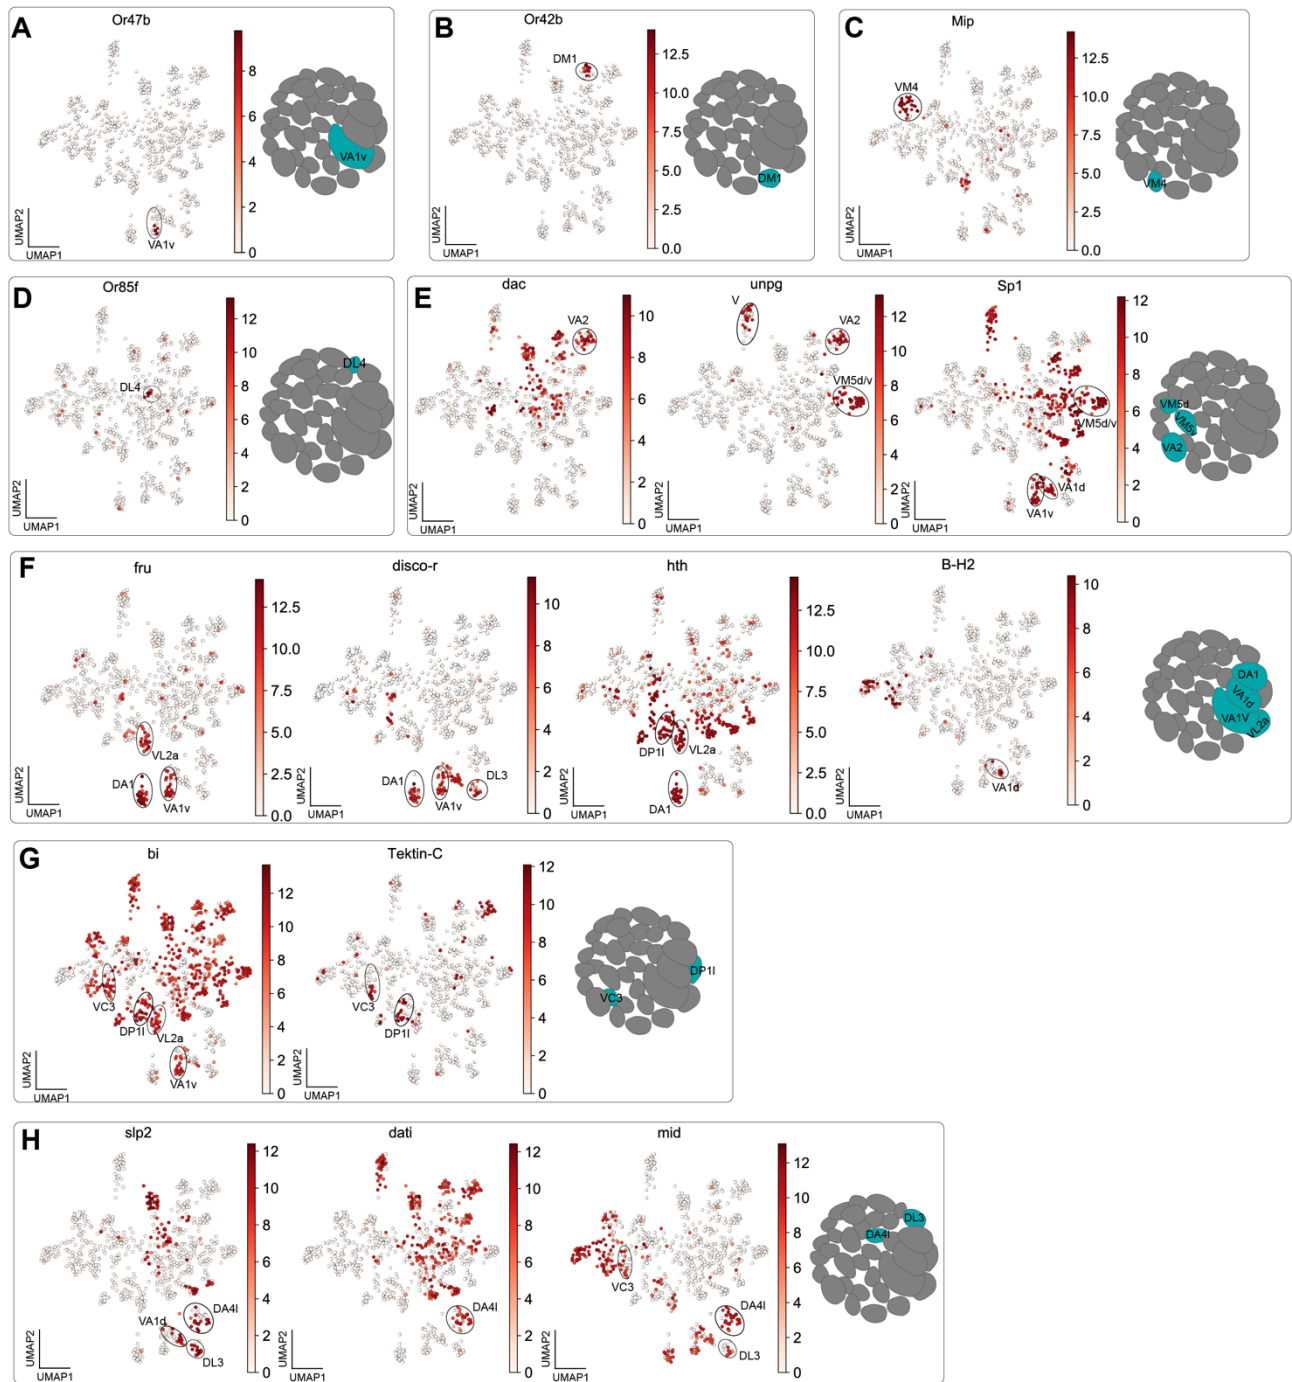 A
Or47b
8
6
4
2
0
VA1v
VA1v
UMAP2
UMAP1
B
Or42b
DM1
12.5
10.0
7.5
5.0
2.5
0.0
DM1
UMAP2
UMAP1
C
Mip
VM4
12.5
10.0
7.5
5.0
2.5
0.0
VM4
UMAP2
UMAP1
D
Or85f
DL4
12
10
8
6
4
2
0
DL4
UMAP2
UMAP1
E
dac
VA2
10
8
6
4
2
0
UMAP2
UMAP1
unpg
V
VA2
VM5d/v
12
10
8
6
4
2
0
UMAP2
UMAP1
Sp1
VM5d/v
VA1d
VA1v
12
10
8
6
4
2
0
VM5d
VM5v
VA2
UMAP2
UMAP1
F
fru
VL2a
DA1
VA1v
12.5
10.0
7.5
5.0
2.5
0.0
UMAP2
UMAP1
disco-r
DA1
VA1v
DL3
10
8
6
4
2
0
UMAP2
UMAP1
hth
DP1l
VL2a
DA1
12.5
10.0
7.5
5.0
2.5
0.0
UMAP2
UMAP1
B-H2
VA1d
10
8
6
4
2
0
DA1
VA1d
VA1V
VL2a
UMAP2
UMAP1
G
bi
VC3
DP1l
VL2a
VA1v
12
10
8
6
4
2
0
UMAP2
UMAP1
Tektin-C
VC3
DP1l
12
10
8
6
4
2
0
DP1l
VC3
UMAP2
UMAP1
H
slp2
VA1d
DA4l
DL3
12
10
8
6
4
2
0
UMAP2
UMAP1
dati
DA4l
12
10
8
6
4
2
0
UMAP2
UMAP1
mid
VC3
DA4l
DL3
12
10
8
6
4
2
0
DL3
DA4l
UMAP2
UMAP1